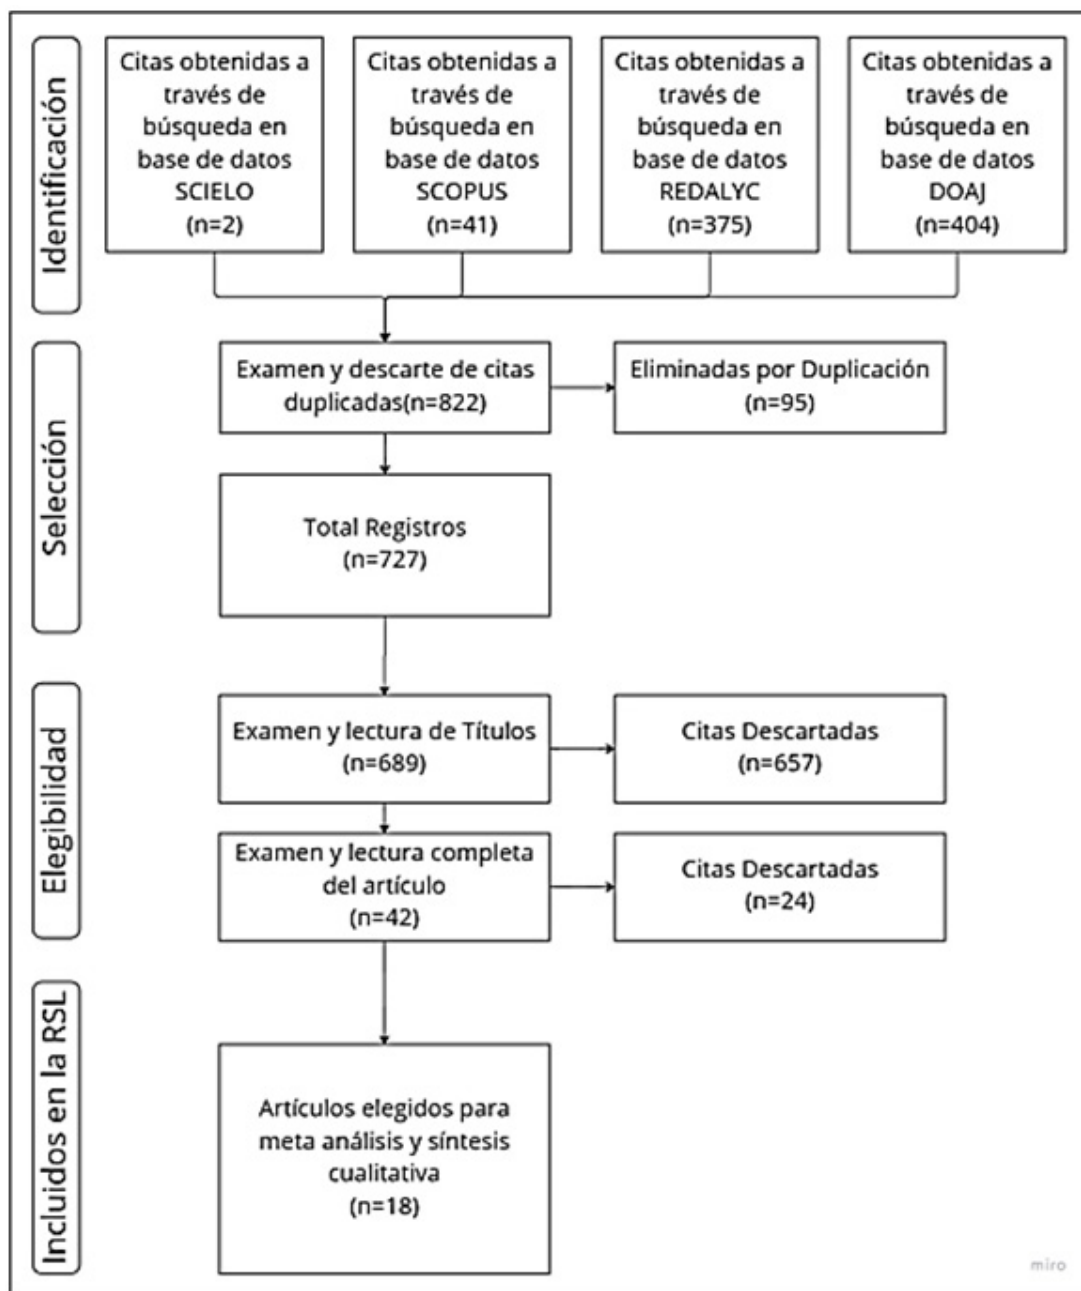 Identificación
Citas obtenidas a
través de
búsqueda en
base de datos
SCIELO
(n=2)
Citas obtenidas a
través de
búsqueda en
base de datos
SCOPUS
(n=41)
Citas obtenidas a
través de
búsqueda en
base de datos
REDALYC
(n=375)
Citas obtenidas a
través de
búsqueda en
base de datos
DOAJ
(n=404)
Selección
Examen y descarte de citas
duplicadas(n=822)
Eliminadas por Duplicación
(n=95)
Total Registros
(n=727)
Elegibilidad
Examen y lectura de Títulos
(n=689)
Citas Descartadas
(n=657)
Examen y lectura completa
del artículo
(n=42)
Citas Descartadas
(n=24)
Incluidos en la RSL
Artículos elegidos para
meta análisis y síntesis
cualitativa
(n=18)
miro